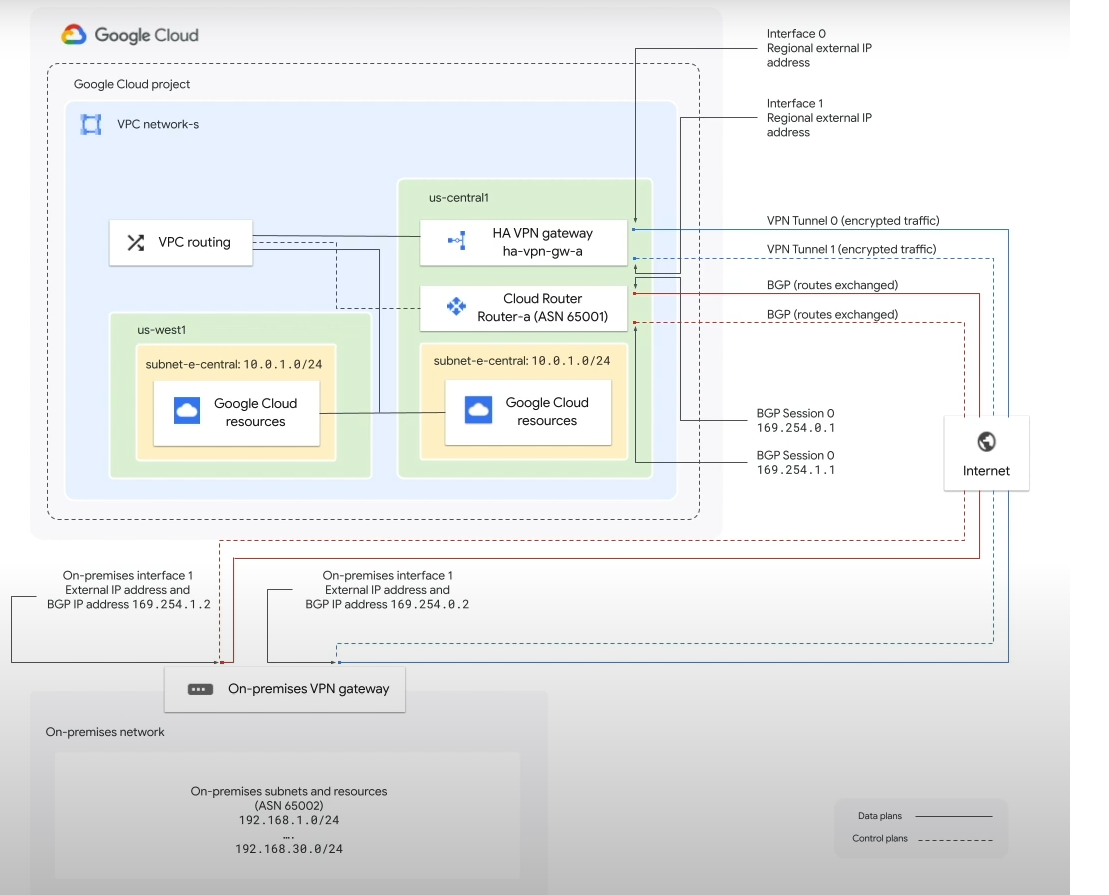 Google Cloud
Google Cloud project
VPC network-s
Interface 0
Regional external IP
address
Interface 1
Regional external IP
address
us-central1
VPC routing
HA VPN gateway
ha-vpn-gw-a
VPN Tunnel 0 (encrypted traffic)
VPN Tunnel 1 (encrypted traffic)
BGP (routes exchanged)
BGP (routes exchanged)
Cloud Router
Router-a (ASN 65001)
us-west1
subnet-e-central: 10.0.1.0/24
Google Cloud
resources
subnet-e-central: 10.0.1.0/24
Google Cloud
resources
BGP Session 0
169.254.0.1
BGP Session 0
169.254.1.1
Internet
On-premises interface 1
External IP address and
BGP IP address 169.254.1.2
On-premises interface 1
External IP address and
BGP IP address 169.254.0.2
On-premises VPN gateway
On-premises network
On-premises subnets and resources
(ASN 65002)
192.168.1.0/24
....
192.168.30.0/24
Data plans
Control plans